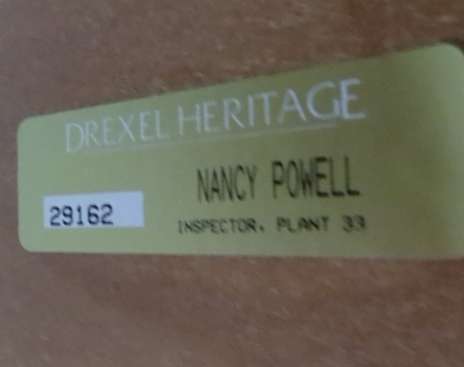 DREXEL HERITAGE
NANCY POWELL
29162
INSPECTOR, PLANT 33